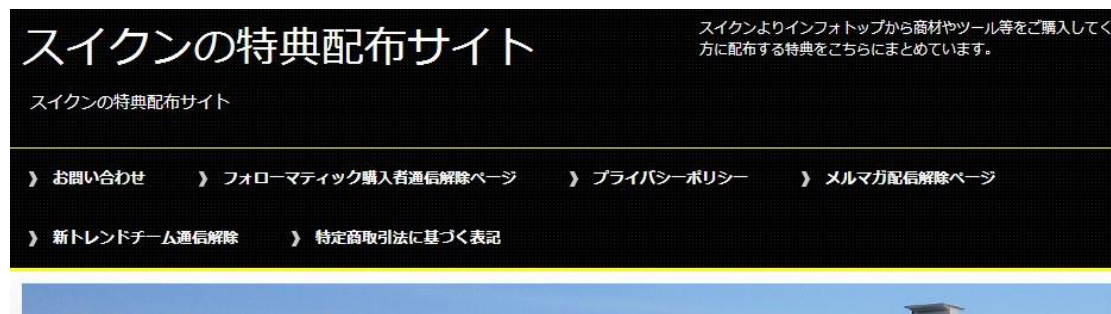 スイクンの特典配布サイト
スイクンよりインフォトップから商材やツール等をご購入してく
方に配布する特典をこちらにまとめています。
スイクンの特典配布サイト
》 お問い合わせ 》 フォローマティック購入者通信解除ページ 》 プライバシーポリシー 》 メルマガ配信解除ページ
》 新トレンドチーム通信解除 》 特定商取引法に基づく表記